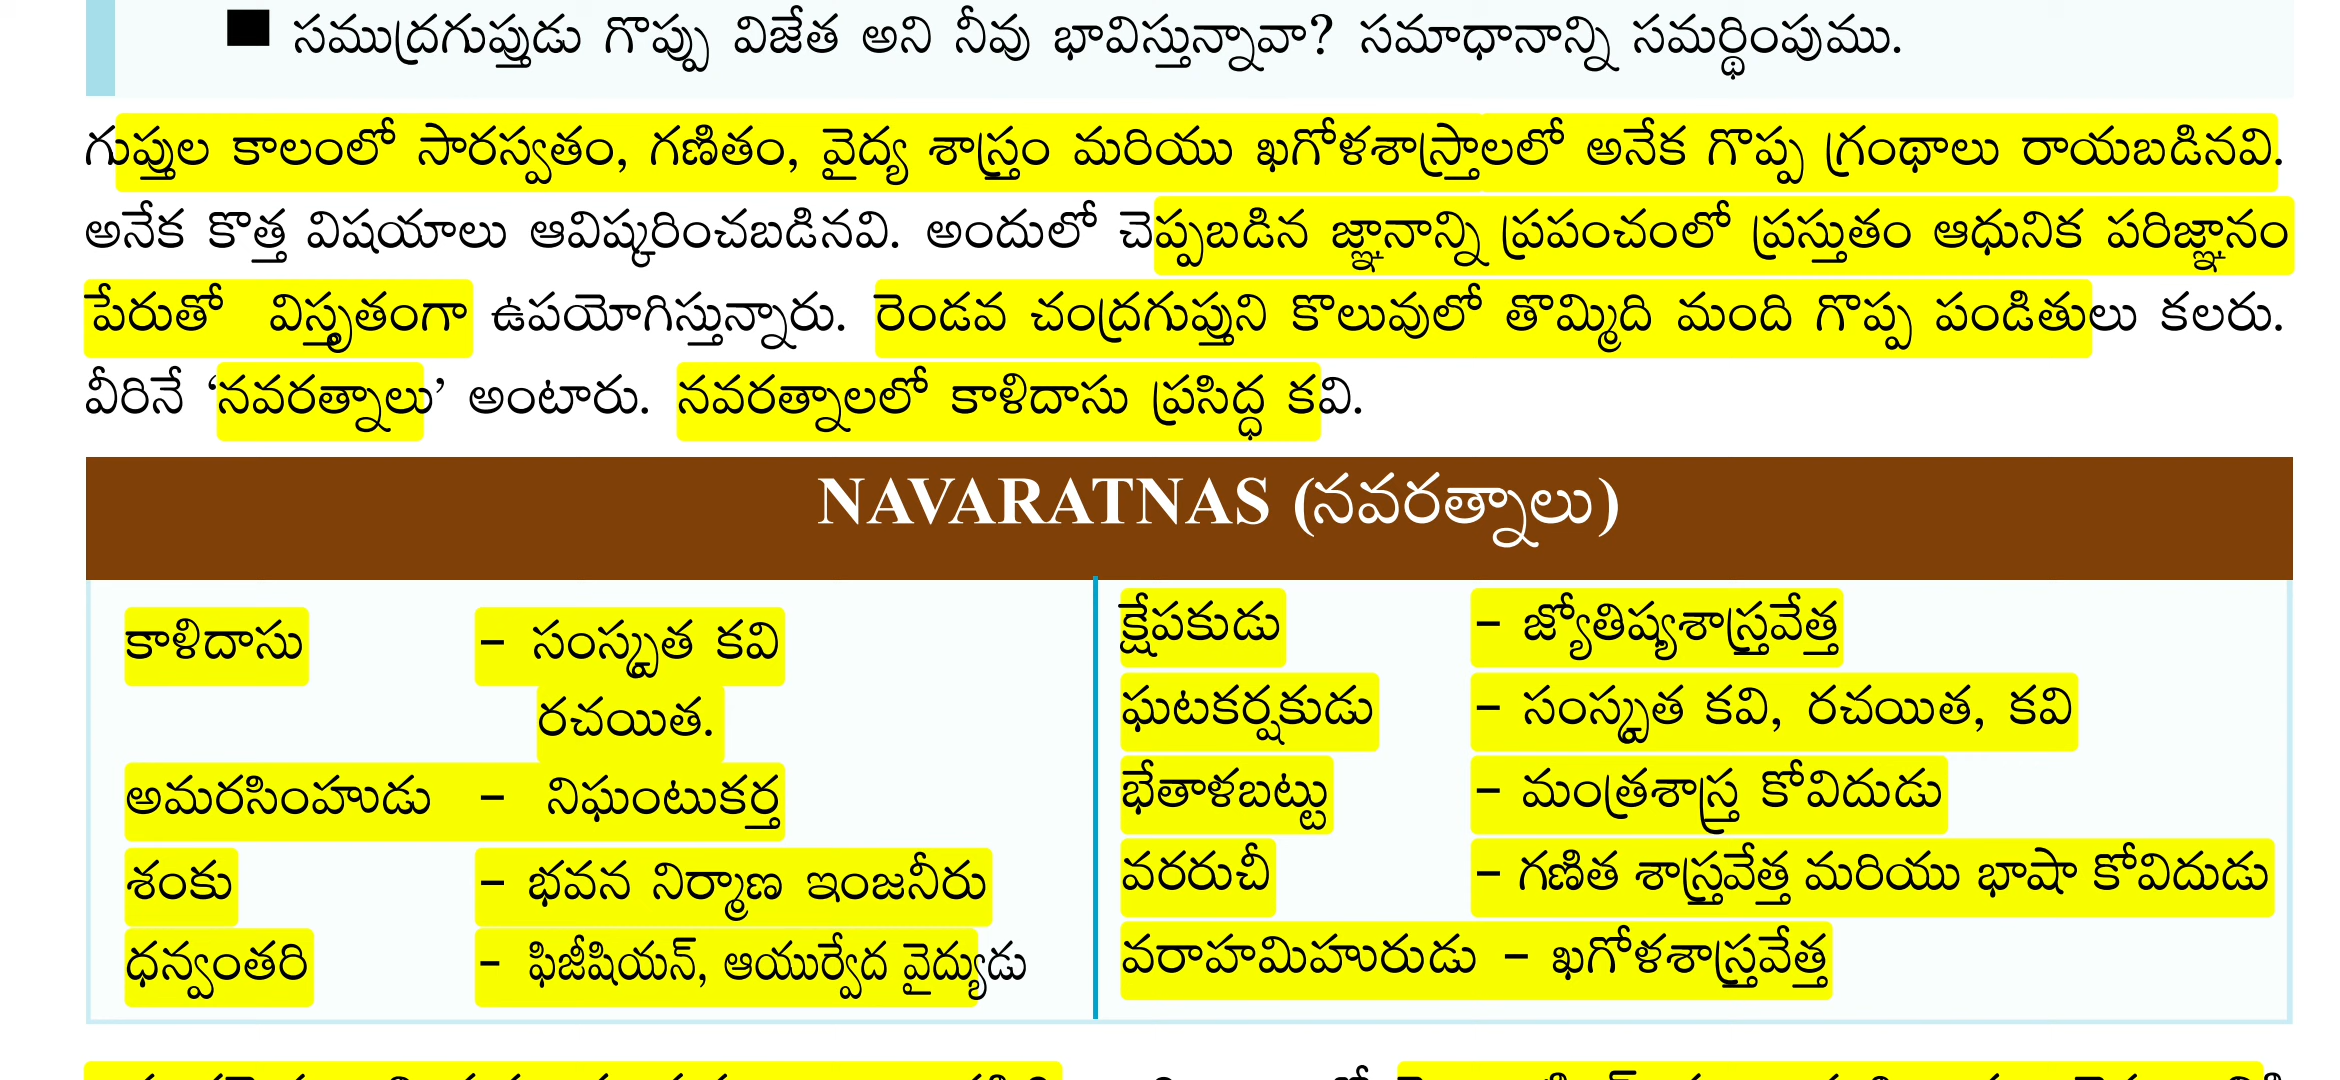 ■ సముద్రగుప్తుడు గొప్ప విజేత అని నీవు భావిస్తున్నావా? సమాధానాన్ని సమర్థింపుము.
గుప్తుల కాలంలో సారస్వతం, గణితం, వైద్య శాస్త్రం మరియు ఖగోళశాస్త్రాలలో అనేక గొప్ప గ్రంథాలు రాయబడినవి.
అనేక కొత్త విషయాలు ఆవిష్కరించబడినవి. అందులో చెప్పబడిన జ్ఞానాన్ని ప్రపంచంలో ప్రస్తుతం ఆధునిక పరిజ్ఞానం
పేరుతో విస్తృతంగా ఉపయోగిస్తున్నారు. రెండవ చంద్రగుప్తుని కొలువులో తొమ్మిది మంది గొప్ప పండితులు కలరు.
వీరినే ‘నవరత్నాలు’ అంటారు. నవరత్నాలలో కాళిదాసు ప్రసిద్ధ కవి.
NAVARATNAS (నవరత్నాలు)
కాళిదాసు – సంస్కృత కవి
రచయిత.
అమరసింహుడు – నిఘంటుకర్త
శంకు – భవన నిర్మాణ ఇంజనీరు
ధన్వంతరి – ఫిజీషియన్, ఆయుర్వేద వైద్యుడు
క్షేపకుడు – జ్యోతిష్యశాస్త్రవేత్త
ఘటకర్షకుడు – సంస్కృత కవి, రచయిత, కవి
భేతాళబట్టు – మంత్రశాస్త్ర కోవిదుడు
వరరుచీ – గణిత శాస్త్రవేత్త మరియు భాషా కోవిదుడు
వరాహమిహురుడు – ఖగోళశాస్త్రవేత్త